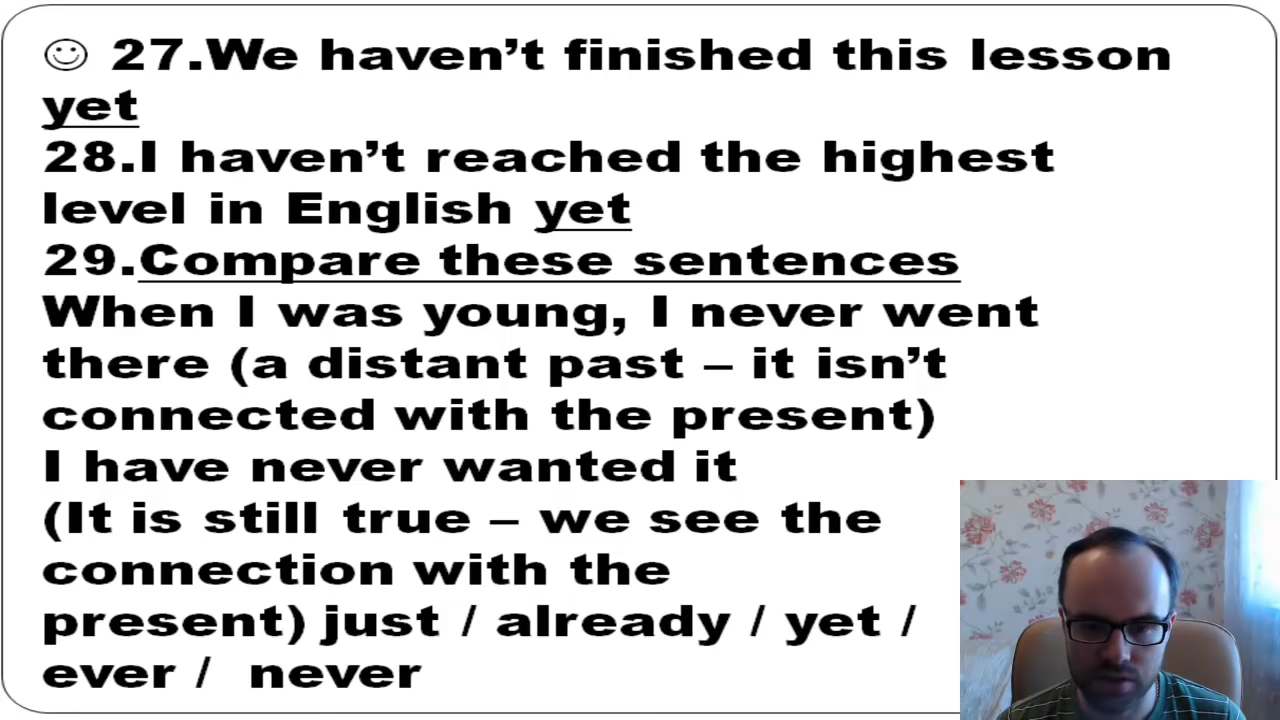 ☺ 27.We haven’t finished this lesson
yet
28.I haven’t reached the highest
level in English yet
29.Compare these sentences
When I was young, I never went
there (a distant past – it isn’t
connected with the present)
I have never wanted it
(It is still true – we see the
connection with the
present) just / already / yet /
ever / never